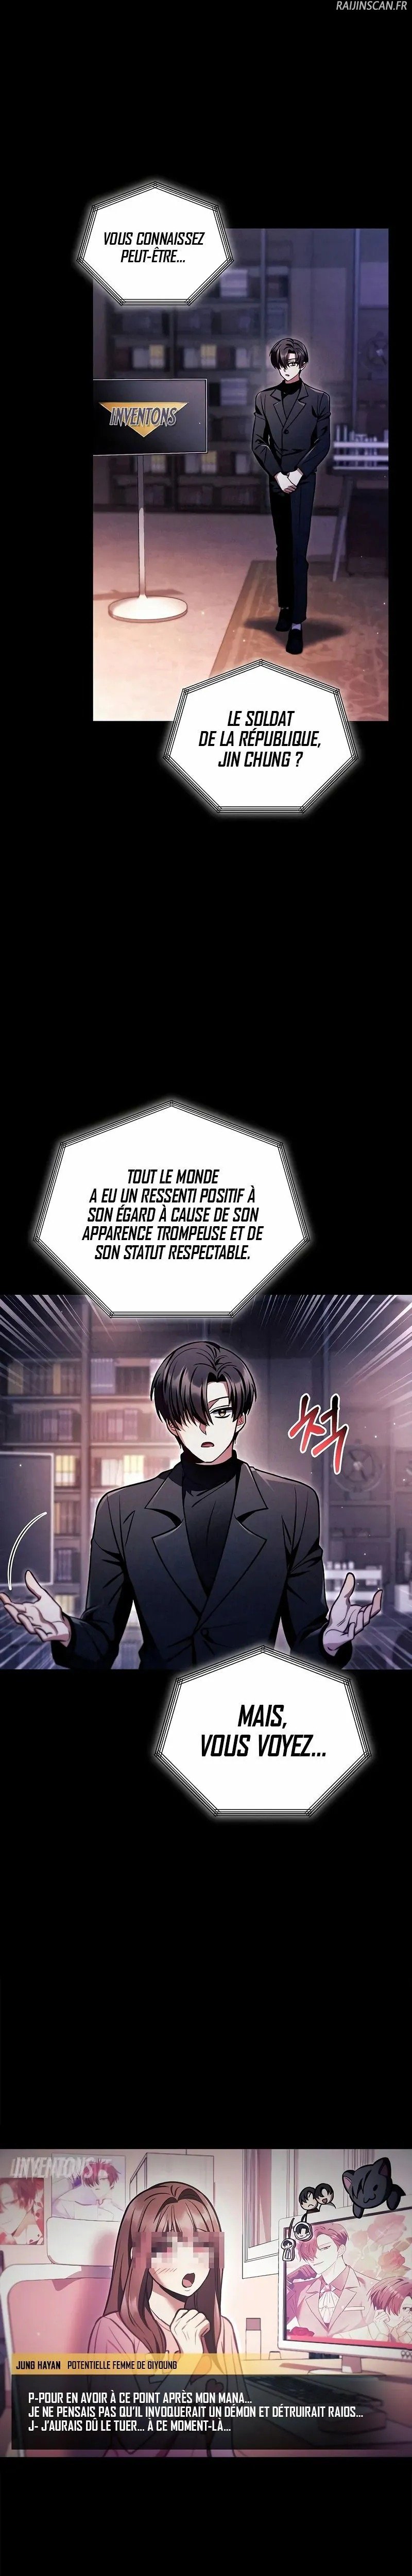 RAIJINSCAN.FR
VOUS CONNAISSEZ
PEUT-ÊTRE...
INVENTONS
LE SOLDAT
DE LA RÉPUBLIQUE,
JIN CHUNG ?
TOUT LE MONDE
A EU UN RESSENTI POSITIF À
SON ÉGARD À CAUSE DE SON
APPARENCE TROMPEUSE ET DE
SON STATUT RESPECTABLE.
척
MAIS,
VOUS VOYEZ...
INVENTONS
JUNG HAYAN POTENTIELLE FEMME DE GIYOUNG
P-POUR EN AVOIR À CE POINT APRÈS MON MANA...
JE NE PENSAIS PAS QU'IL INVOQUERAIT UN DÉMON ET DÉTRUIRAIT RAIOS...
J- J'AURAIS DÛ LE TUER... À CE MOMENT-LÀ...